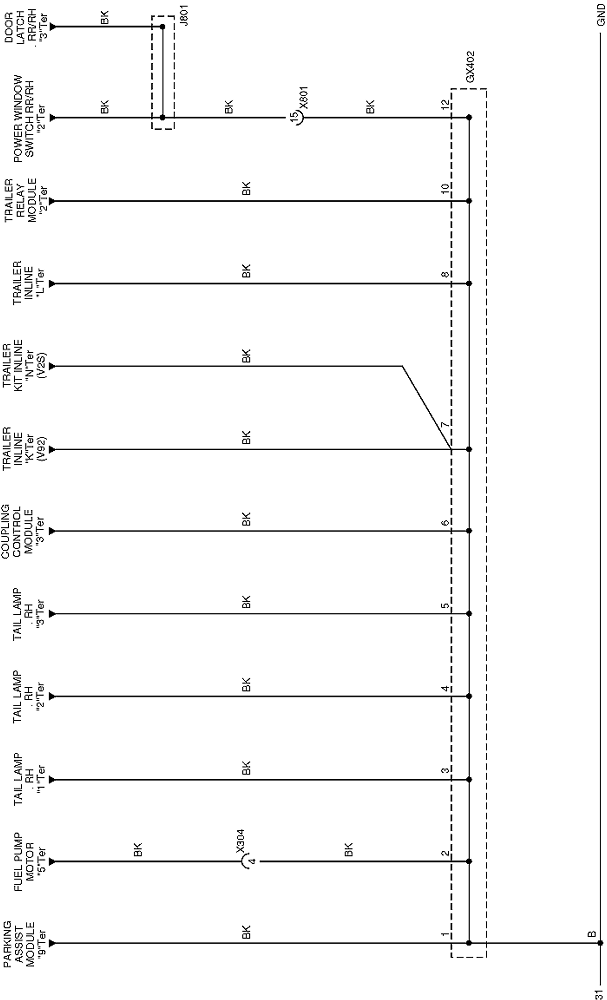 PARKING
ASSIST
MODULE
"9"Ter
FUEL PUMP
MOTOR
"5"Ter
TAIL LAMP
. RH
"1"Ter
TAIL LAMP
. RH
"2"Ter
TAIL LAMP
. RH
"3"Ter
COUPLING
CONTROL
MODULE
"3"Ter
TRAILER
INLINE
"K"Ter
(V92)
TRAILER
KIT INLINE
"N"Ter
(V2S)
TRAILER
INLINE
"L"Ter
TRAILER
RELAY
MODULE
"2"Ter
POWER WINDOW
SWITCH RR/RH
"2"Ter
DOOR
LATCH
. RR/RH
"3"Ter
BK
BK
X304
4
BK
BK
BK
BK
BK
BK
BK
BK
BK
BK
BK
X801
15
BK
BK
J801
1
2
3
4
5
6
7
8
10
12
GX402
31
B
GND